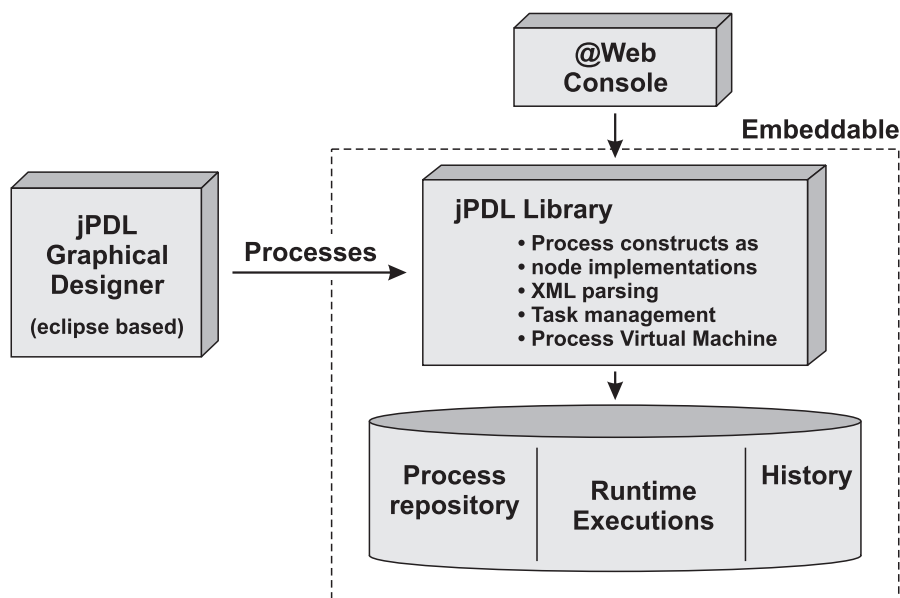 @Web
Console
Embeddable
jPDL
Graphical
Designer
(eclipse based)
Processes
jPDL Library
• Process constructs as
• node implementations
• XML parsing
• Task management
• Process Virtual Machine
Process
repository
Runtime
Executions
History